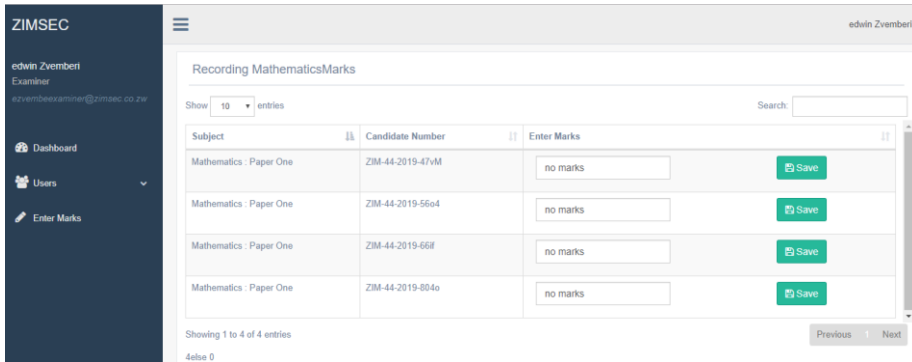 ZIMSEC
edwin Zvemberi
edwin Zvemberi
Examiner
ezvembeexaminer@zimsec.co.zw
Dashboard
Users
Enter Marks
Recording MathematicsMarks
Show 10 entries
Search:
Subject Candidate Number Enter Marks
Mathematics : Paper One ZIM-44-2019-47vM no marks Save
Mathematics : Paper One ZIM-44-2019-56o4 no marks Save
Mathematics : Paper One ZIM-44-2019-66if no marks Save
Mathematics : Paper One ZIM-44-2019-804o no marks Save
Showing 1 to 4 of 4 entries
Previous 1 Next
4else 0